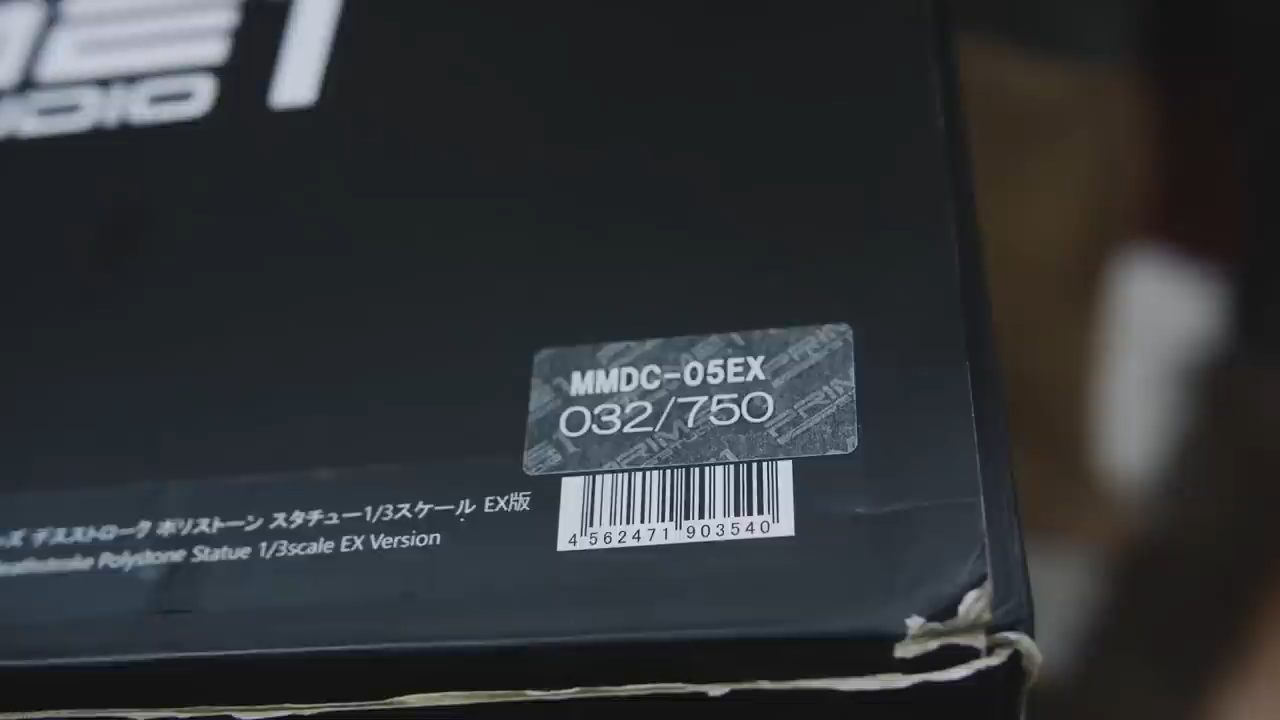 MMDC-05EX
032/750
デスストローク ポリストーン スタチュー1/3スケール EX版
Polystone Statue 1/3scale EX Version
4 562471 903540